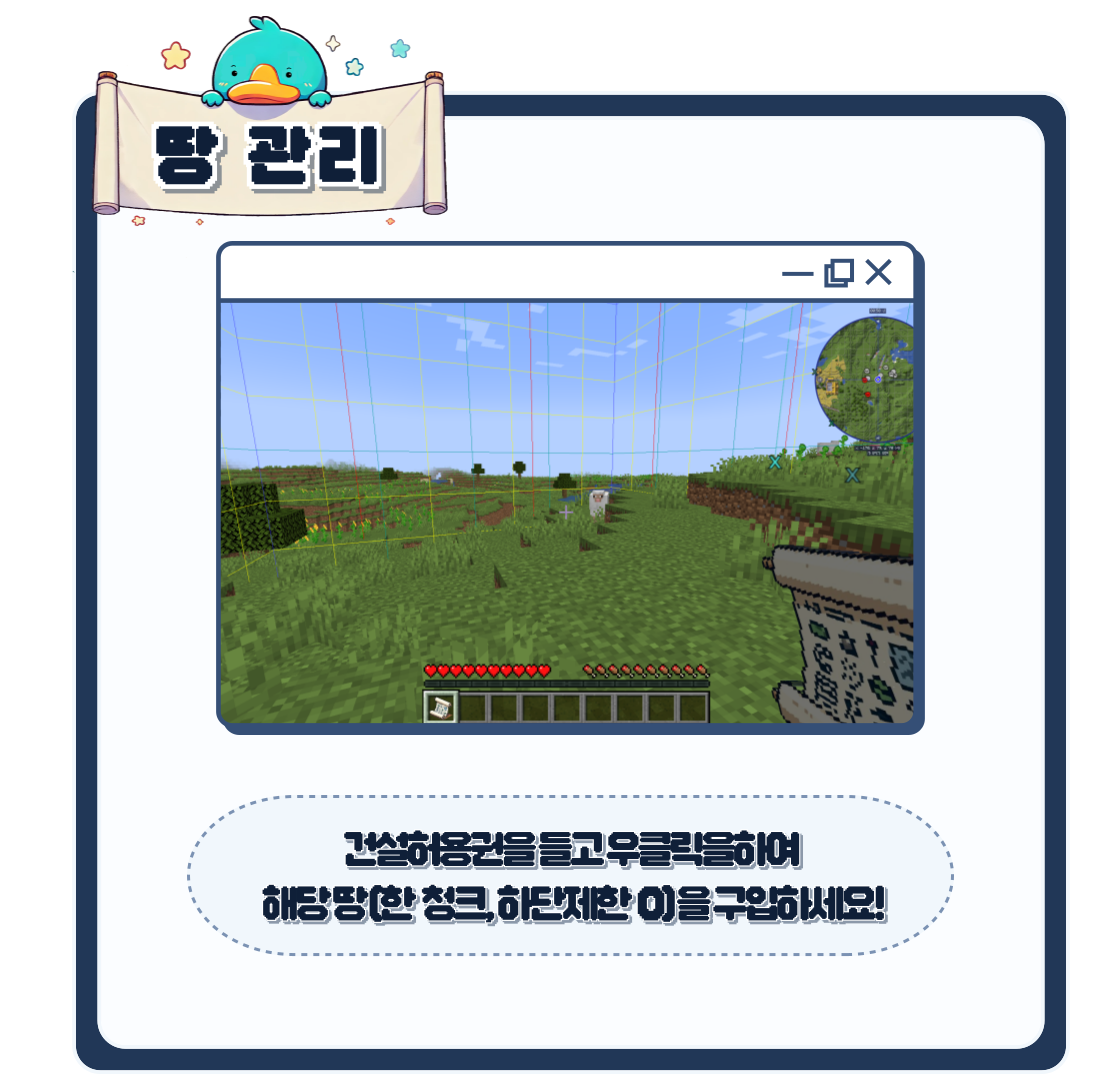 땅 관리
건설허용권을 들고 우클릭을하여
해당 땅(한 청크, 하단제한 0)을 구입하세요!